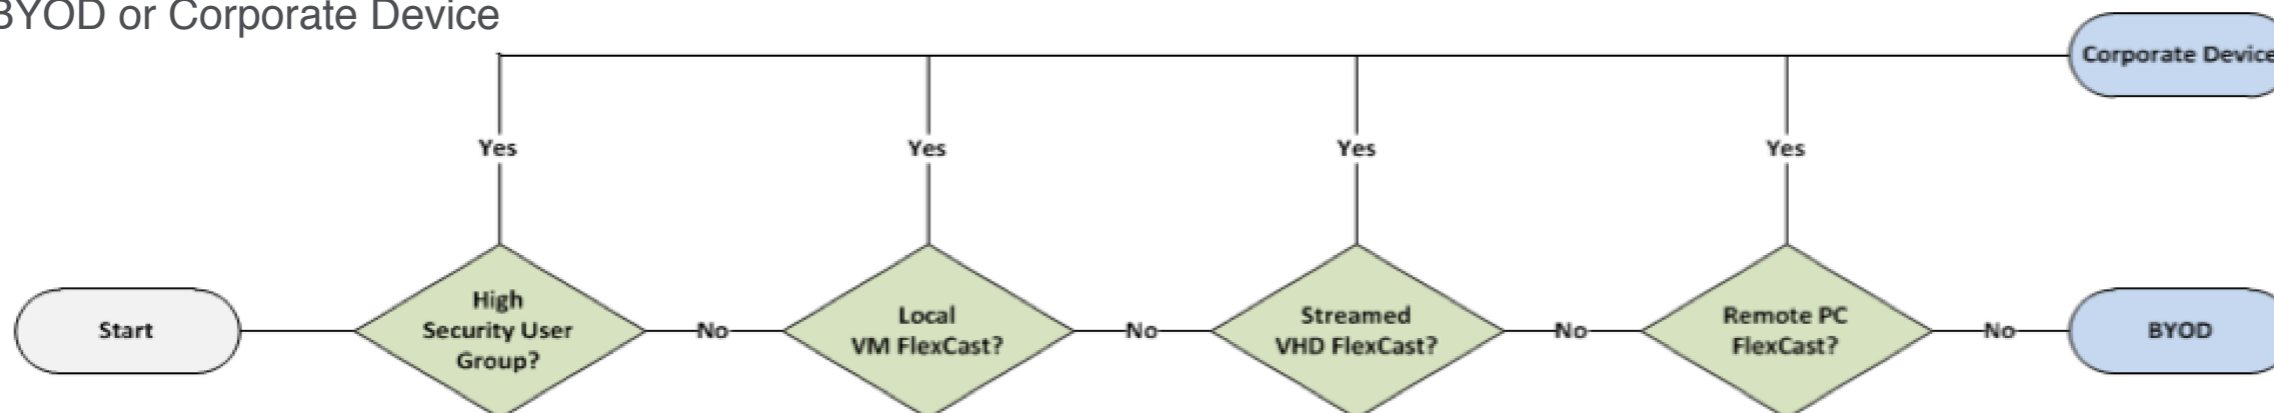 BYOD or Corporate Device
Corporate Device
Yes
Yes
Yes
Yes
Start
High
Security User
Group?
No
Local
VM FlexCast?
No
Streamed
VHD FlexCast?
No
Remote PC
FlexCast?
No
BYOD